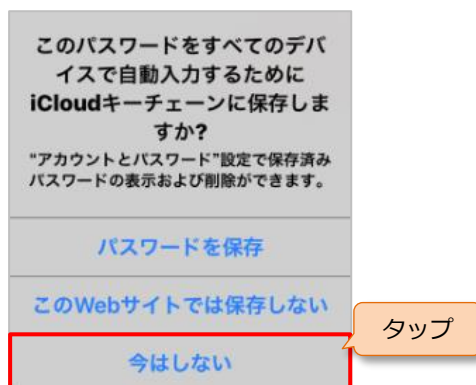 このパスワードをすべてのデバ
イスで自動入力するために
iCloudキーチェーンに保存しま
すか?
"アカウントとパスワード"設定で保存済み
パスワードの表示および削除ができます。
パスワードを保存
このWebサイトでは保存しない
タップ
今はしない